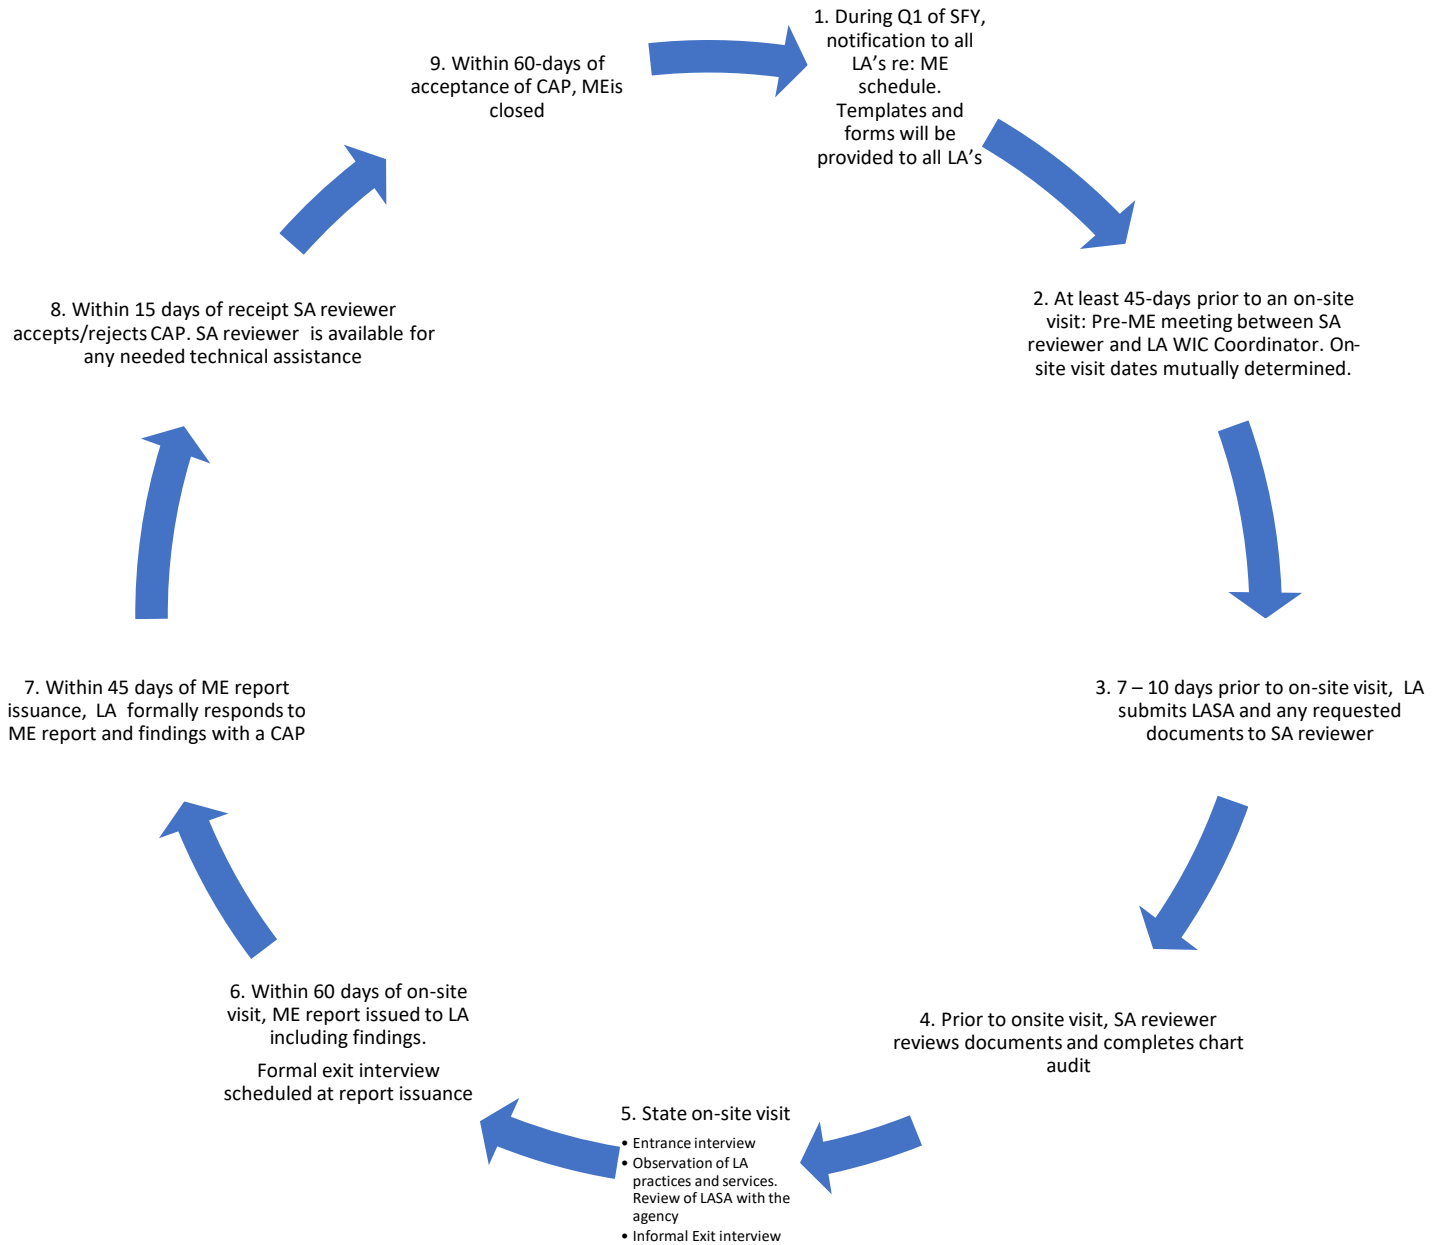 1. During Q1 of SFY,
notification to all
LA's re: ME
schedule.
Templates and
forms will be
provided to all LA's
2. At least 45-days prior to an on-site
visit: Pre-ME meeting between SA
reviewer and LA WIC Coordinator. On-
site visit dates mutually determined.
3. 7 – 10 days prior to on-site visit, LA
submits LASA and any requested
documents to SA reviewer
4. Prior to onsite visit, SA reviewer
reviews documents and completes chart
audit
5. State on-site visit
• Entrance interview
• Observation of LA
practices and services.
Review of LASA with the
agency
• Informal Exit interview
6. Within 60 days of on-site
visit, ME report issued to LA
including findings.
Formal exit interview
scheduled at report issuance
7. Within 45 days of ME report
issuance, LA formally responds to
ME report and findings with a CAP
8. Within 15 days of receipt SA reviewer
accepts/rejects CAP. SA reviewer is available for
any needed technical assistance
9. Within 60-days of
acceptance of CAP, MEis
closed